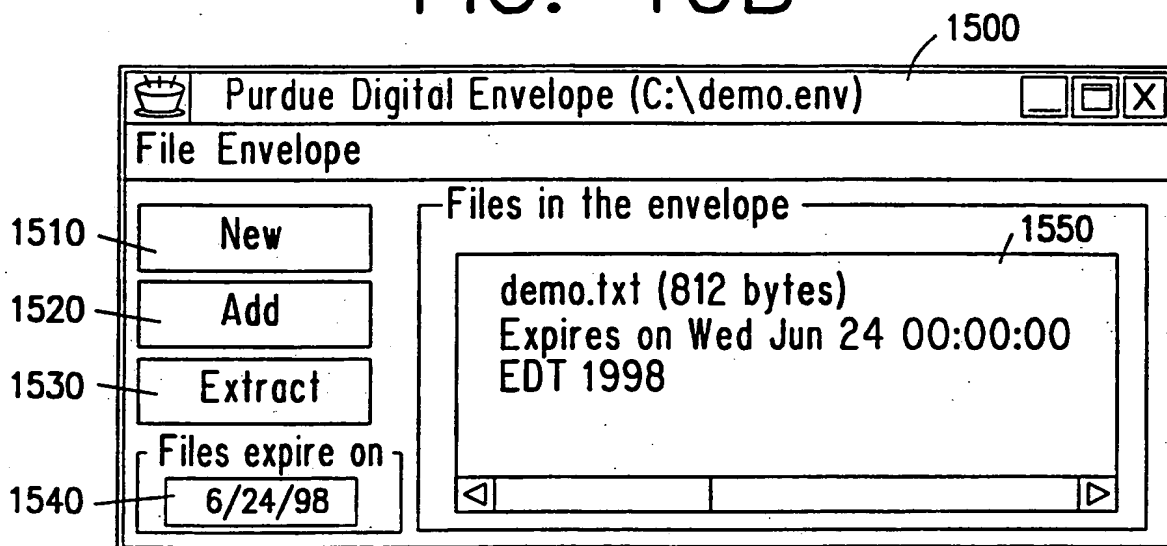 1500
Purdue Digital Envelope (C:\demo.env)
File Envelope
1510
New
1520
Add
1530
Extract
Files expire on
1540
6/24/98
Files in the envelope
1550
demo.txt (812 bytes)
Expires on Wed Jun 24 00:00:00
EDT 1998